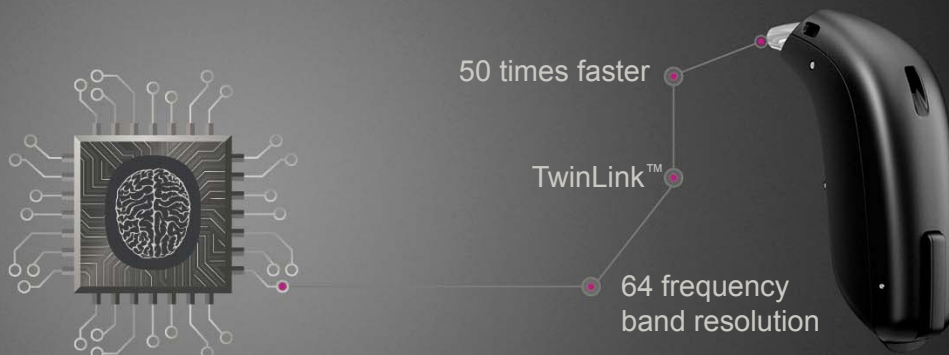 50 times faster
TwinLink™
64 frequency
band resolution